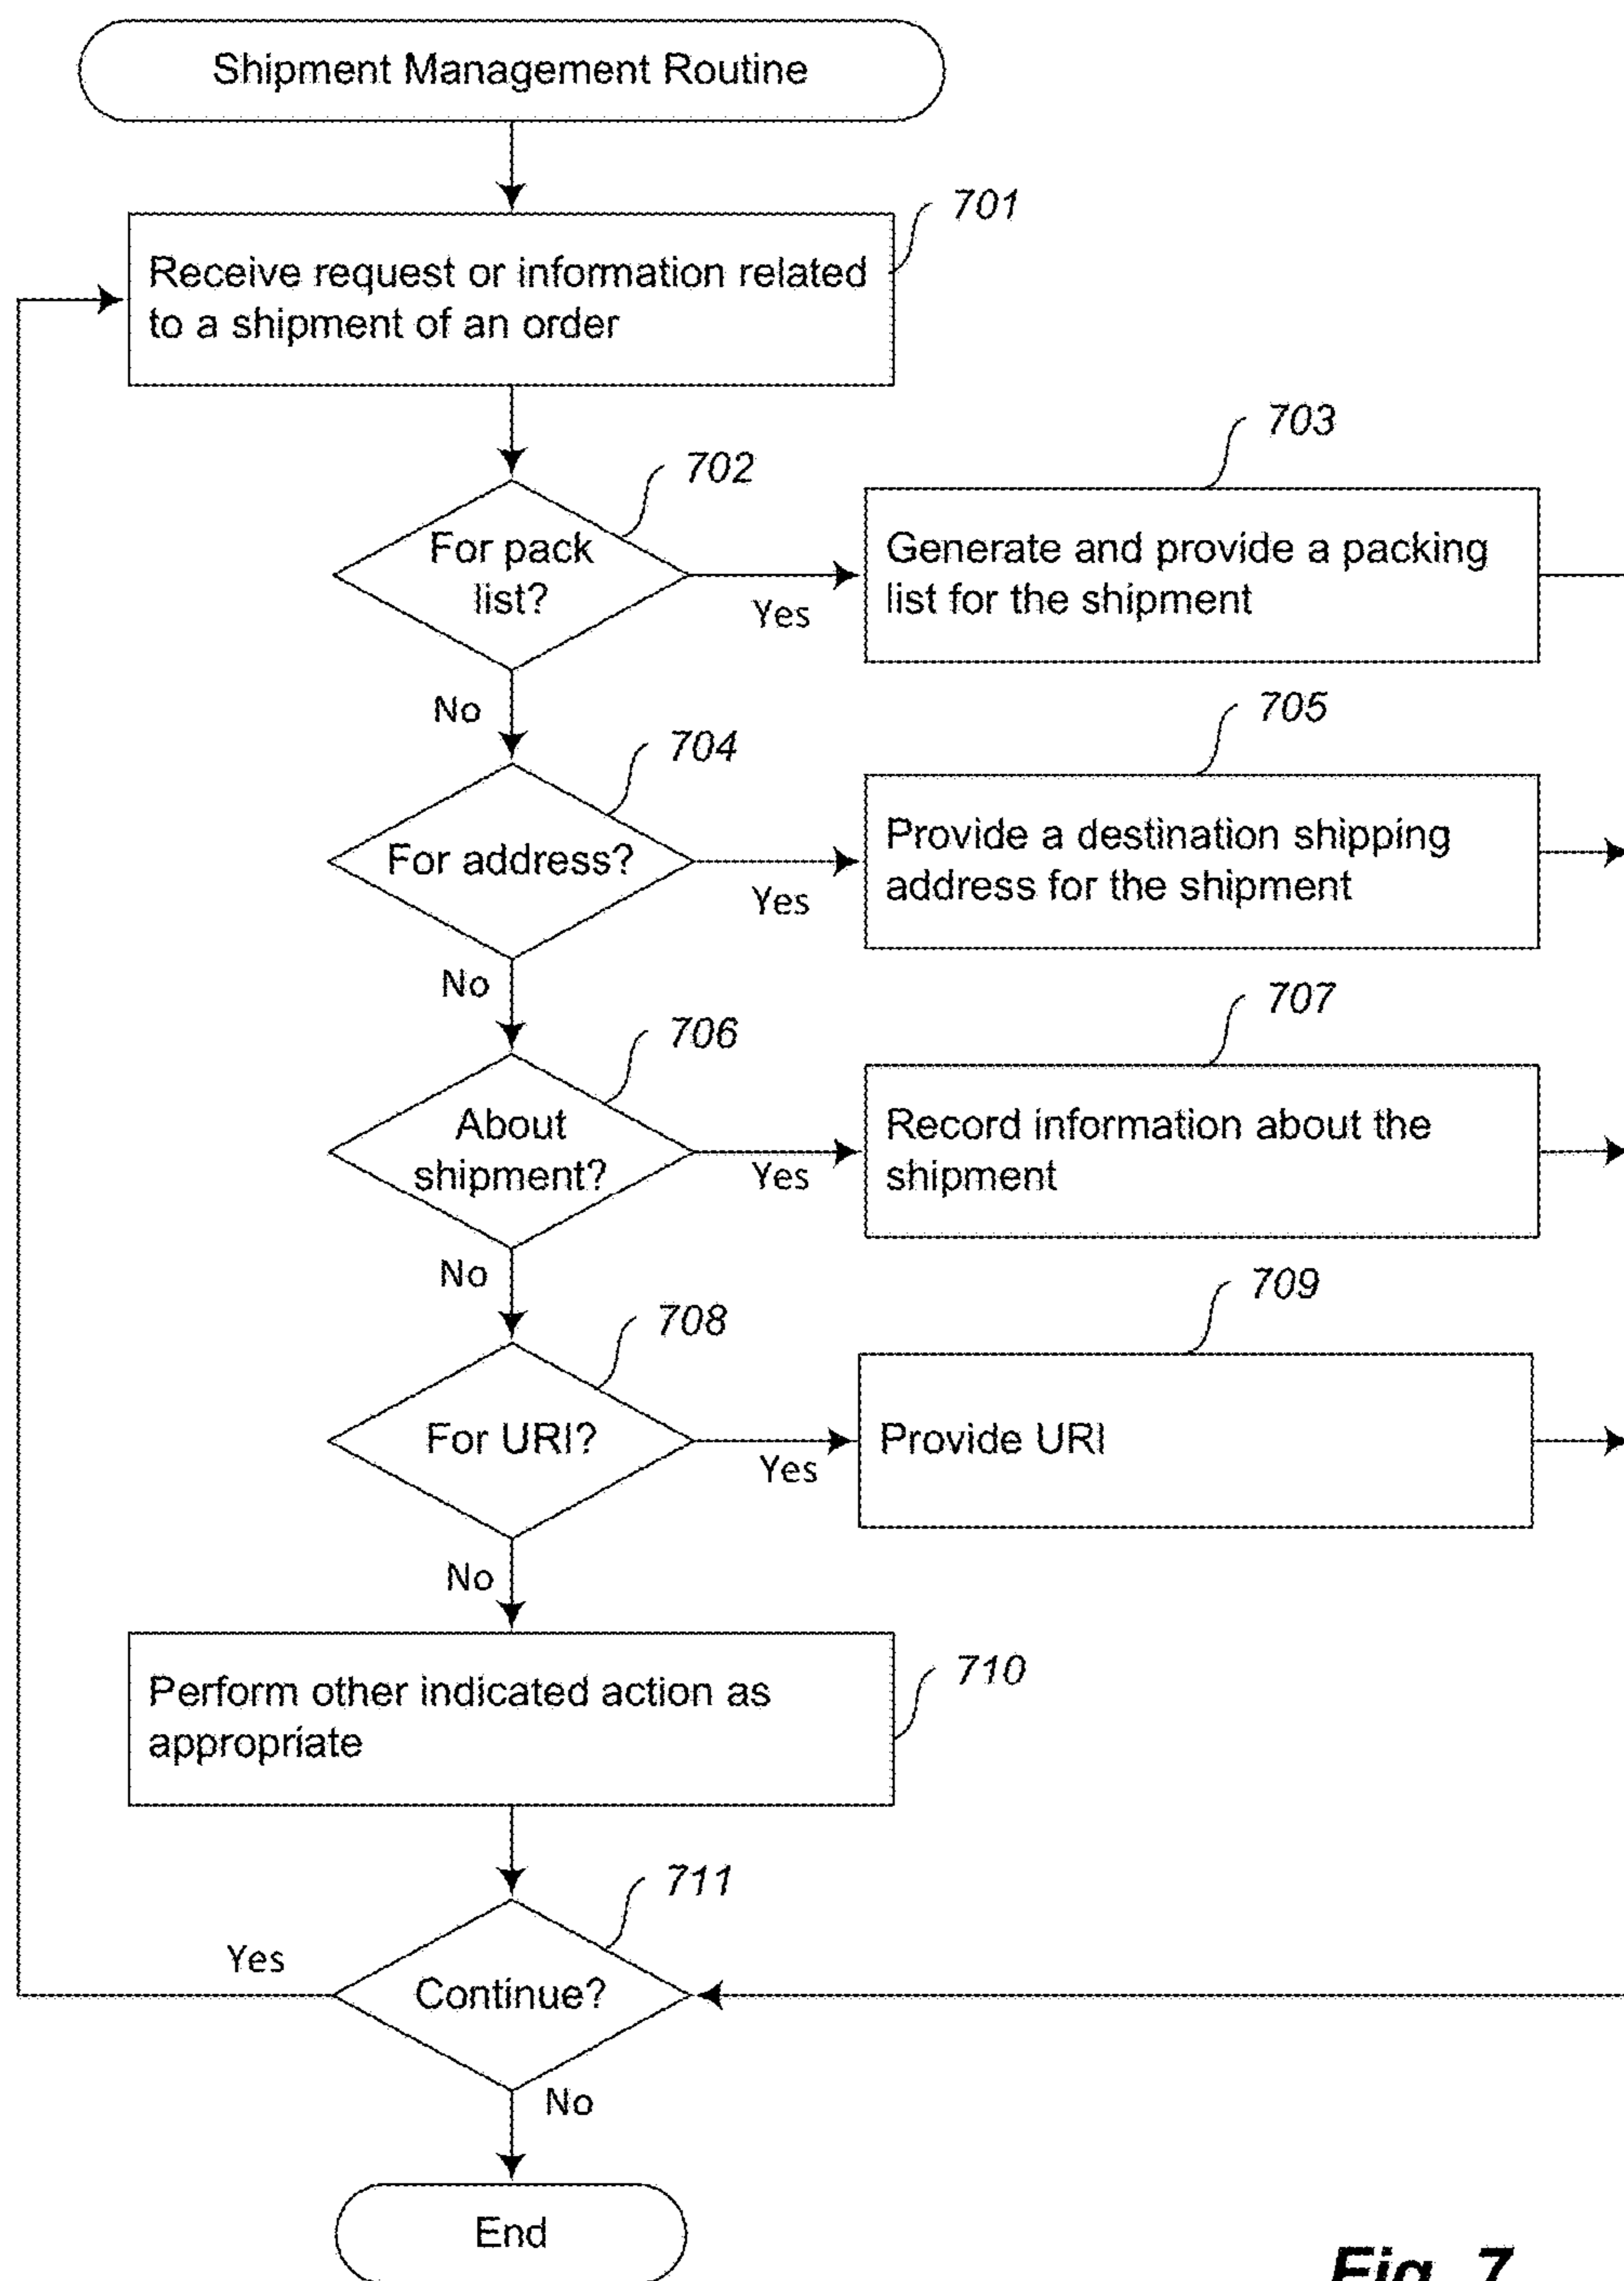 Shipment Management Routine
701
Receive request or information related
to a shipment of an order
702
703
For pack
list?
Yes
Generate and provide a packing
list for the shipment
No
704
705
For address?
Yes
Provide a destination shipping
address for the shipment
No
706
707
About
shipment?
Yes
Record information about the
shipment
No
708
709
For URI?
Yes
Provide URI
No
710
Perform other indicated action as
appropriate
711
Yes
Continue?
No
End
Fig. 7